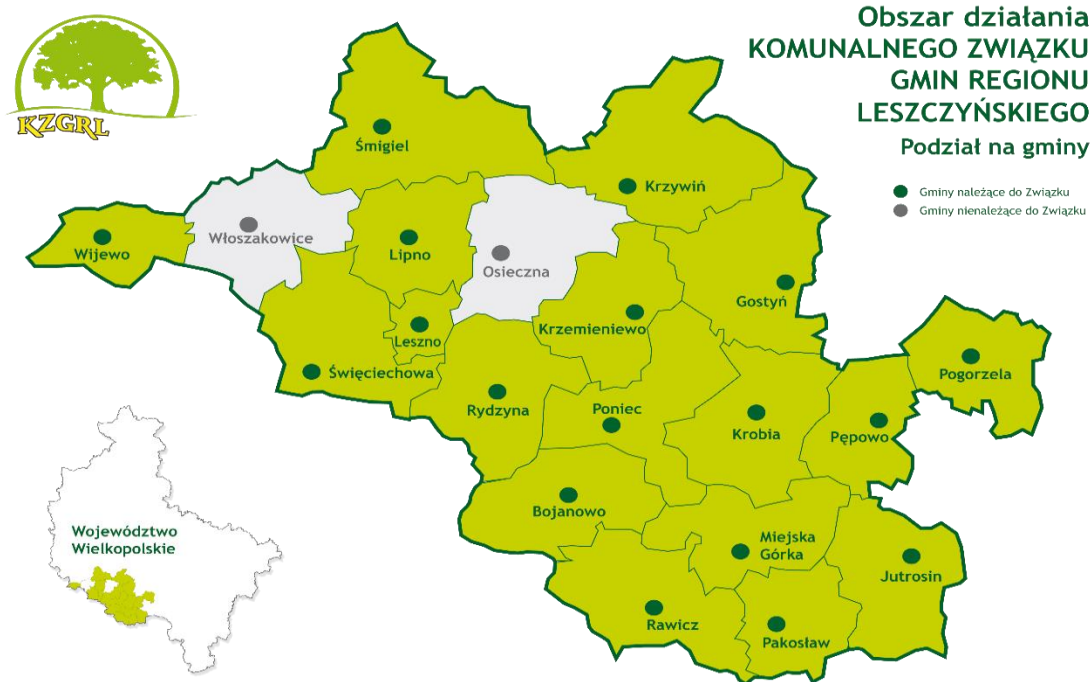 Obszar działania
KOMUNALNEGO ZWIĄZKU
GMIN REGIONU
LESZCZYŃSKIEGO
Podział na gminy
Gminy należące do Związku
Gminy nienależące do Związku
KZGRL
Śmigiel
Krzywiń
Włoszakowice
Wijewo
Lipno
Osieczna
Gostyń
Krzemieniewo
Leszno
Święciechowa
Pogorzela
Rydzyna
Poniec
Krobia
Pępowo
Bojanowo
Miejska
Górka
Jutrosin
Rawicz
Pakosław
Województwo
Wielkopolskie